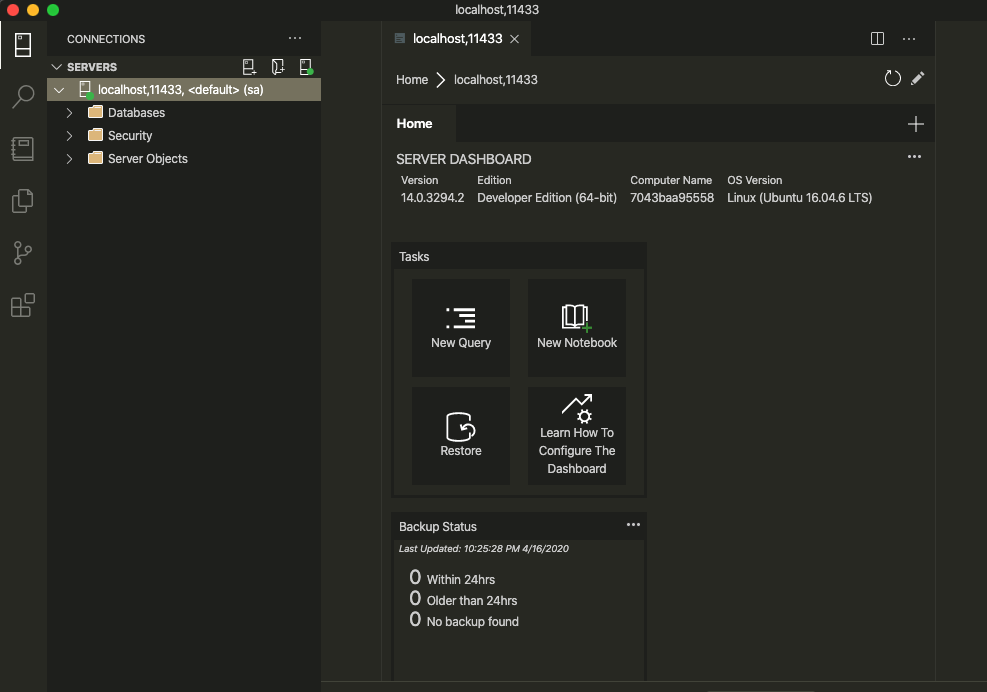 localhost,11433
CONNECTIONS
SERVERS
localhost,11433, <default> (sa)
Databases
Security
Server Objects
localhost,11433
Home localhost,11433
Home
SERVER DASHBOARD
Version Edition Computer Name OS Version
14.0.3294.2 Developer Edition (64-bit) 7043baa95558 Linux (Ubuntu 16.04.6 LTS)
Tasks
New Query
New Notebook
Restore
Learn How To
Configure The
Dashboard
Backup Status
Last Updated: 10:25:28 PM 4/16/2020
0 Within 24hrs
0 Older than 24hrs
0 No backup found